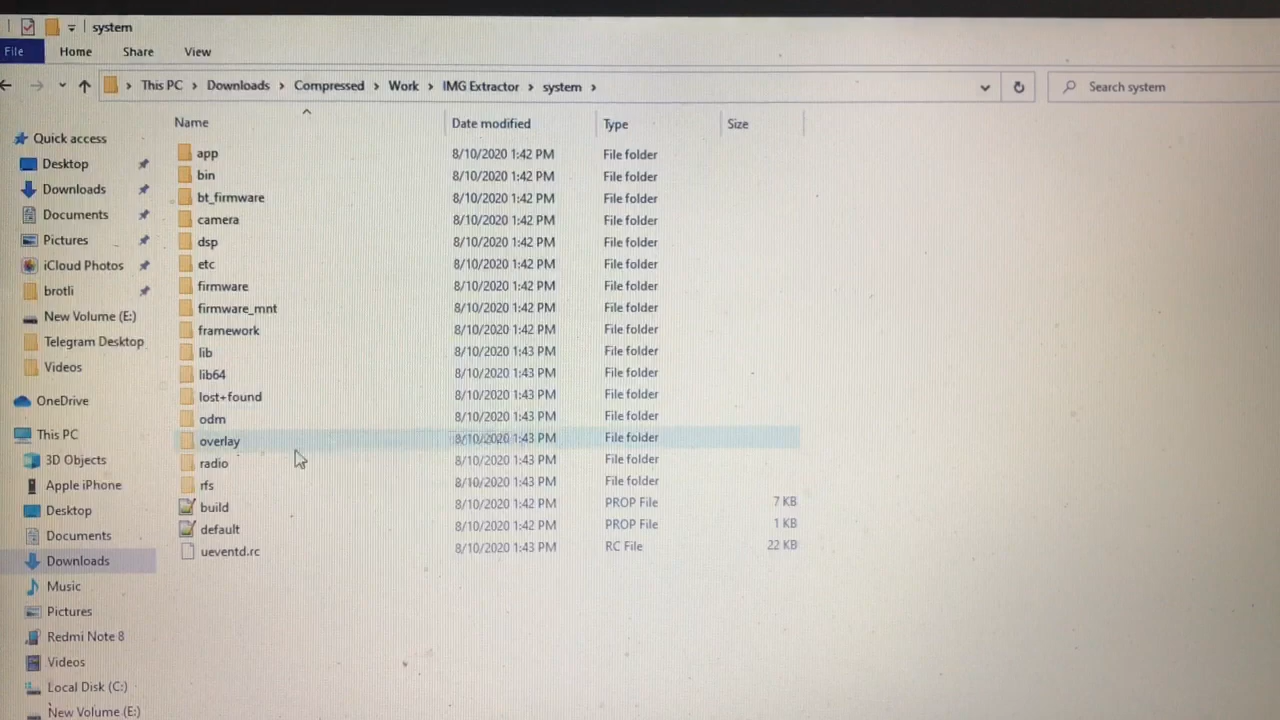 system
File Home Share View
This PC Downloads Compressed Work IMG Extractor system Search system
Name Date modified Type Size
Quick access
Desktop
Downloads
Documents
Pictures
iCloud Photos
brotli
New Volume (E:)
Telegram Desktop
Videos
OneDrive
This PC
3D Objects
Apple iPhone
Desktop
Documents
Downloads
Music
Pictures
Redmi Note 8
Videos
Local Disk (C:)
New Volume (E:)
app 8/10/2020 1:42 PM File folder
bin 8/10/2020 1:42 PM File folder
bt_firmware 8/10/2020 1:42 PM File folder
camera 8/10/2020 1:42 PM File folder
dsp 8/10/2020 1:42 PM File folder
etc 8/10/2020 1:42 PM File folder
firmware 8/10/2020 1:42 PM File folder
firmware_mnt 8/10/2020 1:42 PM File folder
framework 8/10/2020 1:42 PM File folder
lib 8/10/2020 1:43 PM File folder
lib64 8/10/2020 1:43 PM File folder
lost+found 8/10/2020 1:43 PM File folder
odm 8/10/2020 1:43 PM File folder
overlay 8/10/2020 1:43 PM File folder
radio 8/10/2020 1:43 PM File folder
rfs 8/10/2020 1:43 PM File folder
build 8/10/2020 1:42 PM PROP File 7 KB
default 8/10/2020 1:42 PM PROP File 1 KB
ueventd.rc 8/10/2020 1:43 PM RC File 22 KB